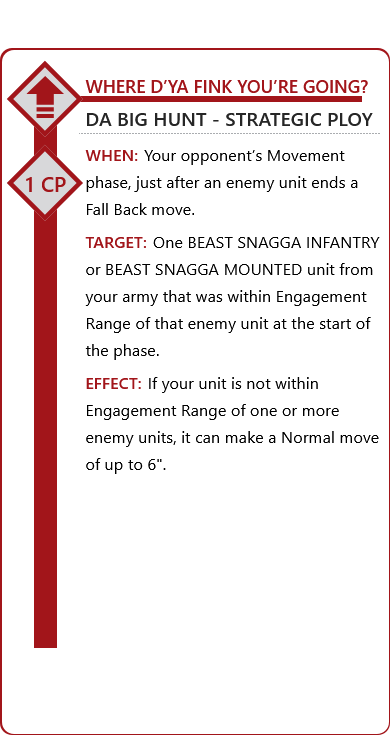 WHERE D’YA FINK YOU’RE GOING?
DA BIG HUNT - STRATEGIC PLOY
1 CP
WHEN: Your opponent’s Movement
phase, just after an enemy unit ends a
Fall Back move.
TARGET: One BEAST SNAGGA INFANTRY
or BEAST SNAGGA MOUNTED unit from
your army that was within Engagement
Range of that enemy unit at the start of
the phase.
EFFECT: If your unit is not within
Engagement Range of one or more
enemy units, it can make a Normal move
of up to 6".